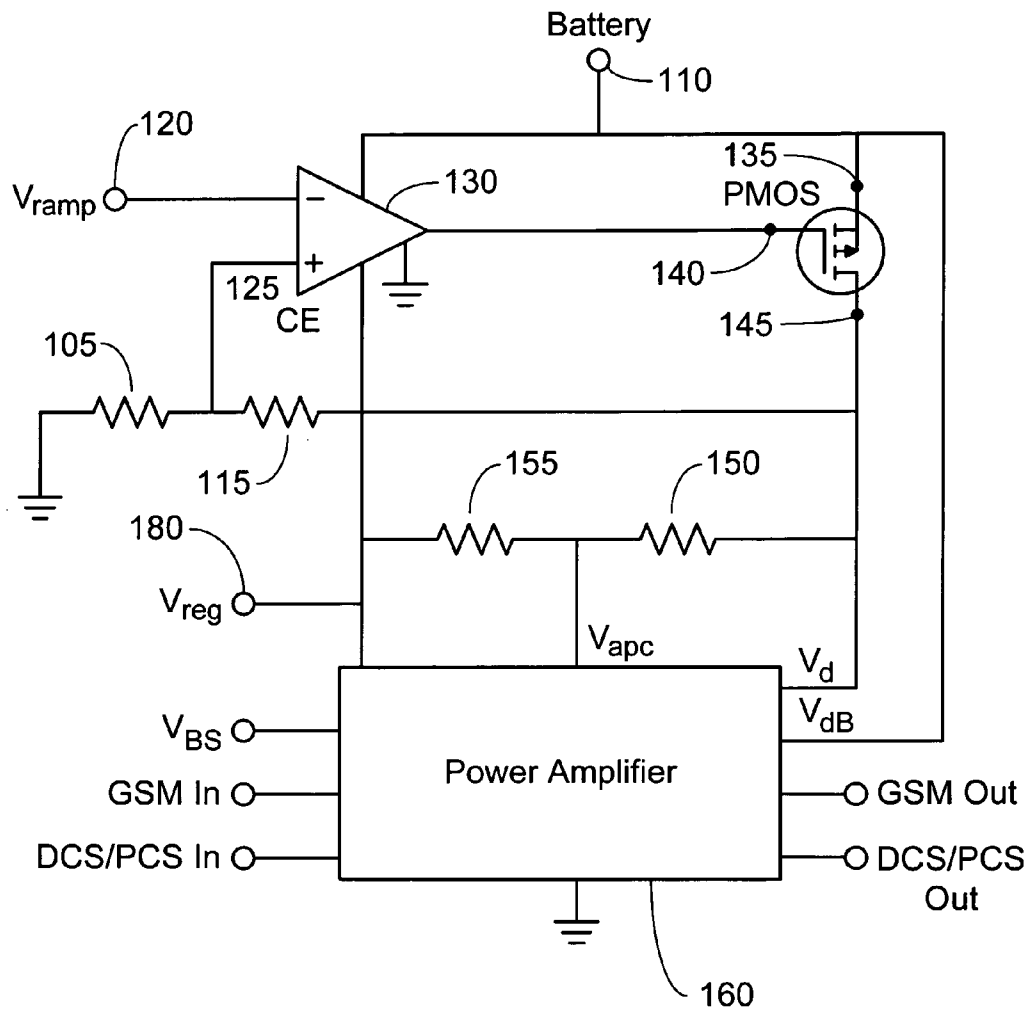 Battery
110
120
135
Vramp
−
130
PMOS
+
125
140
CE
145
105
115
155
150
180
Vreg
Vapc
Vd
VBS
VdB
Power Amplifier
GSM In
GSM Out
DCS/PCS In
DCS/PCS
Out
160